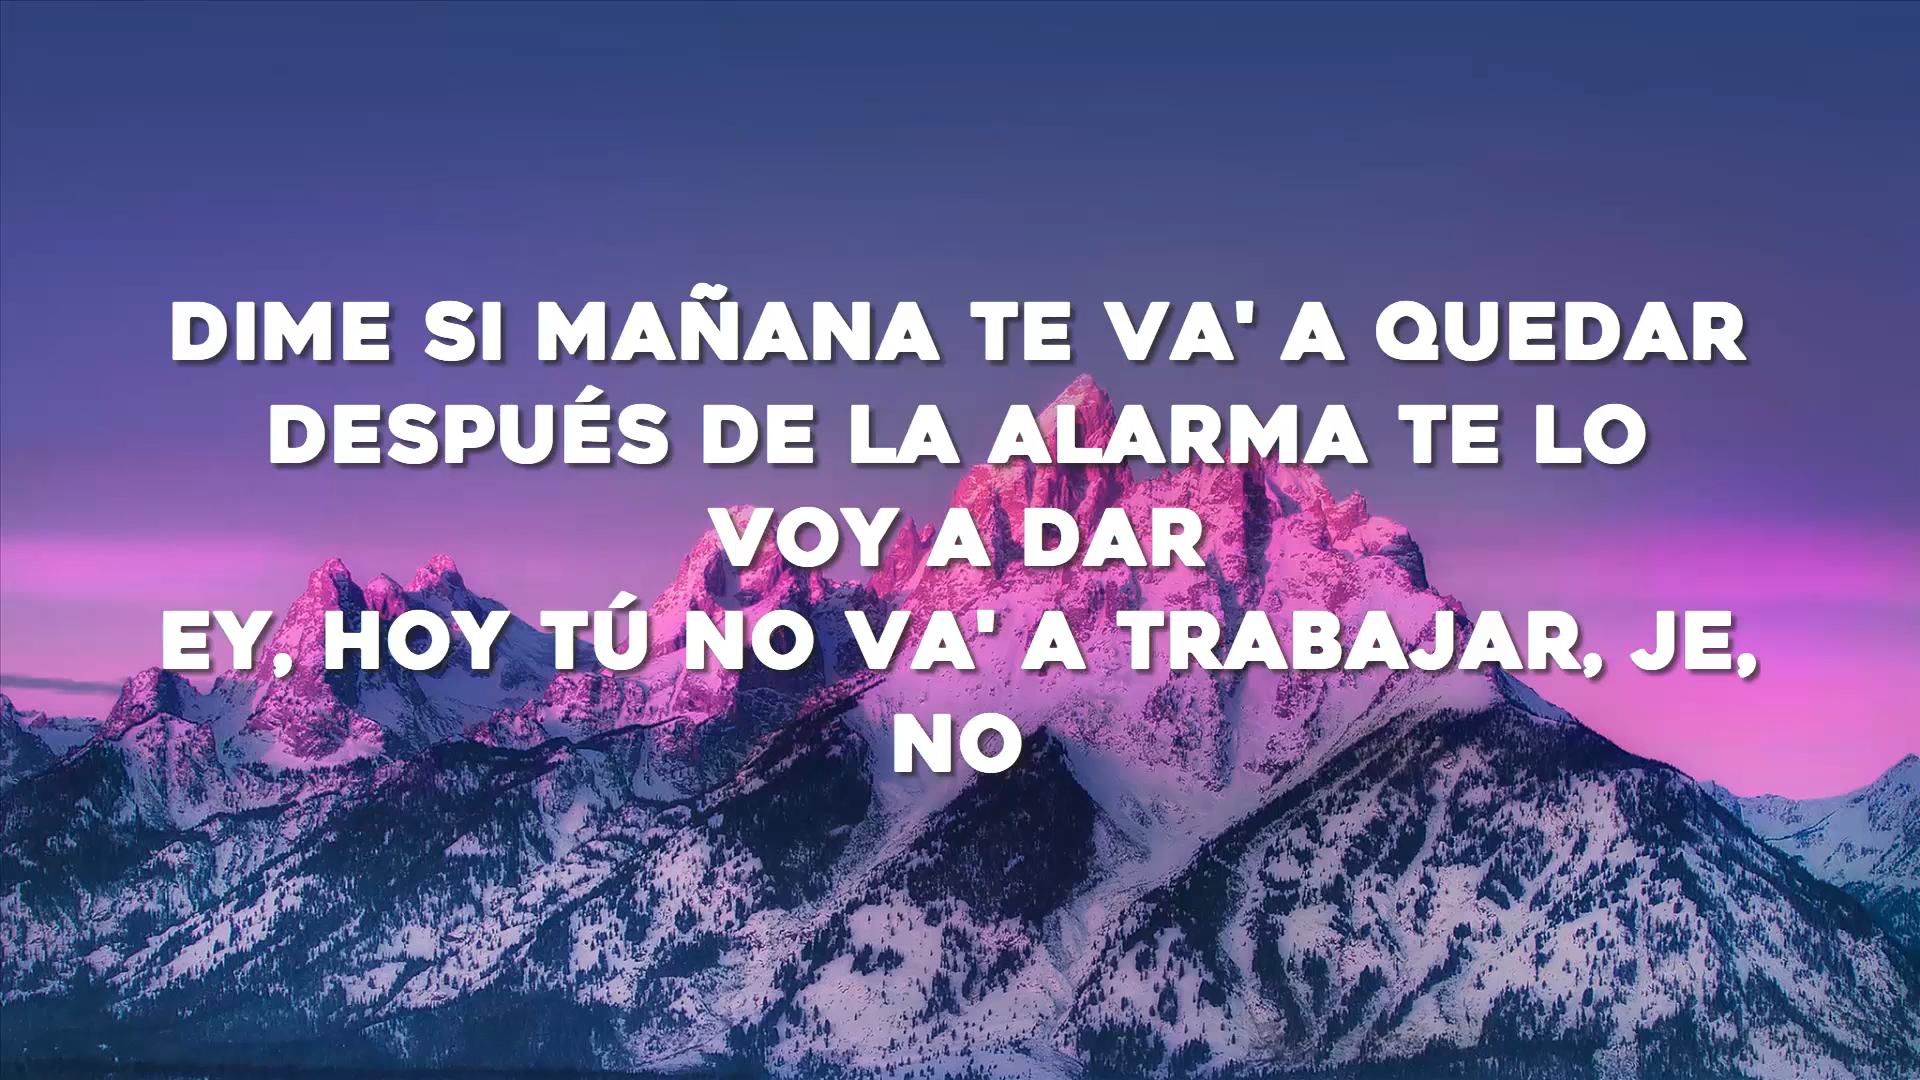 DIME SI MAÑANA TE VA' A QUEDAR
DESPUÉS DE LA ALARMA TE LO
VOY A DAR
EY, HOY TÚ NO VA' A TRABAJAR, JE,
NO